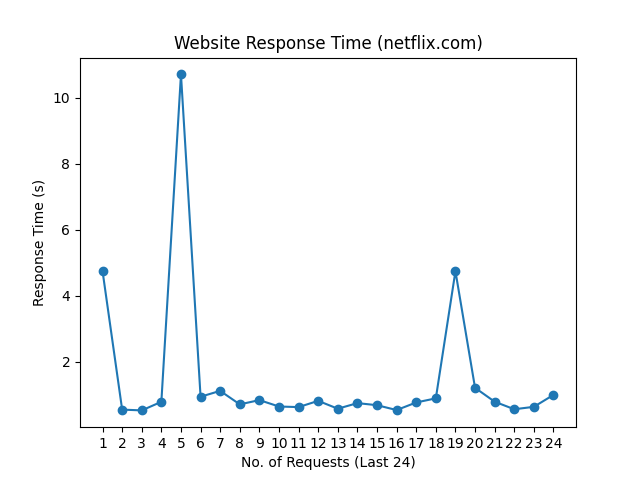 Website Response Time (netflix.com)
10
8
6
4
2
Response Time (s)
1 2 3 4 5 6 7 8 9 10 11 12 13 14 15 16 17 18 19 20 21 22 23 24
No. of Requests (Last 24)